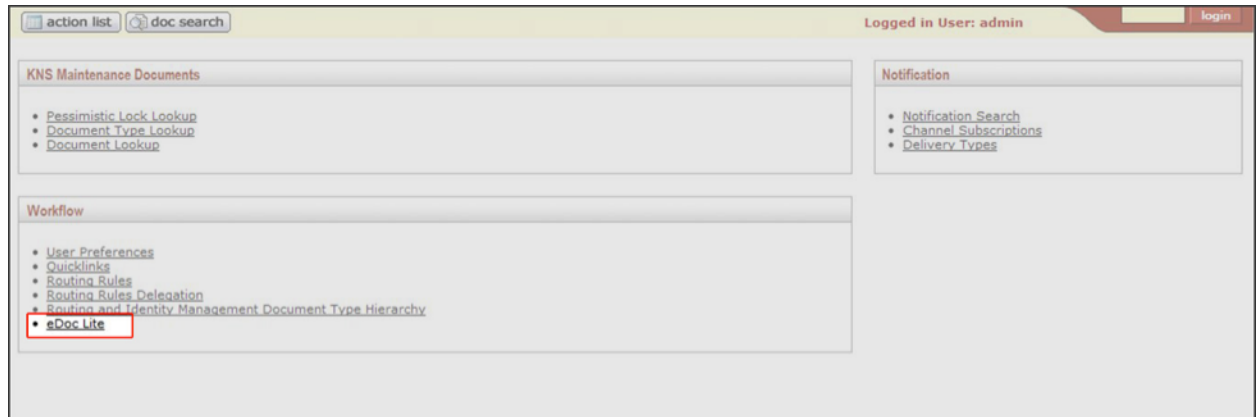 action list doc search Logged in User: admin login
KNS Maintenance Documents
Pessimistic Lock Lookup
Document Type Lookup
Document Lookup
Notification
Notification Search
Channel Subscriptions
Delivery Types
Workflow
User Preferences
Quicklinks
Routing Rules
Routing Rules Delegation
Routing and Identity Management Document Type Hierarchy
eDoc Lite